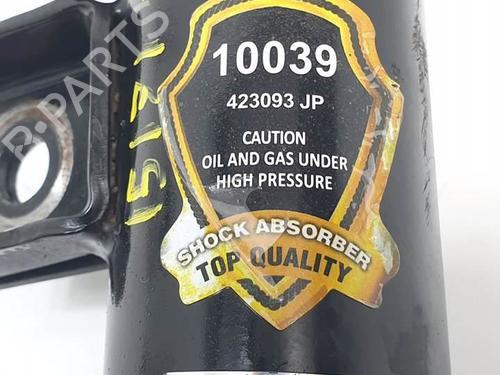 10039
423093 JP
CAUTION
OIL AND GAS UNDER
HIGH PRESSURE
SHOCK ABSORBER
TOP QUALITY